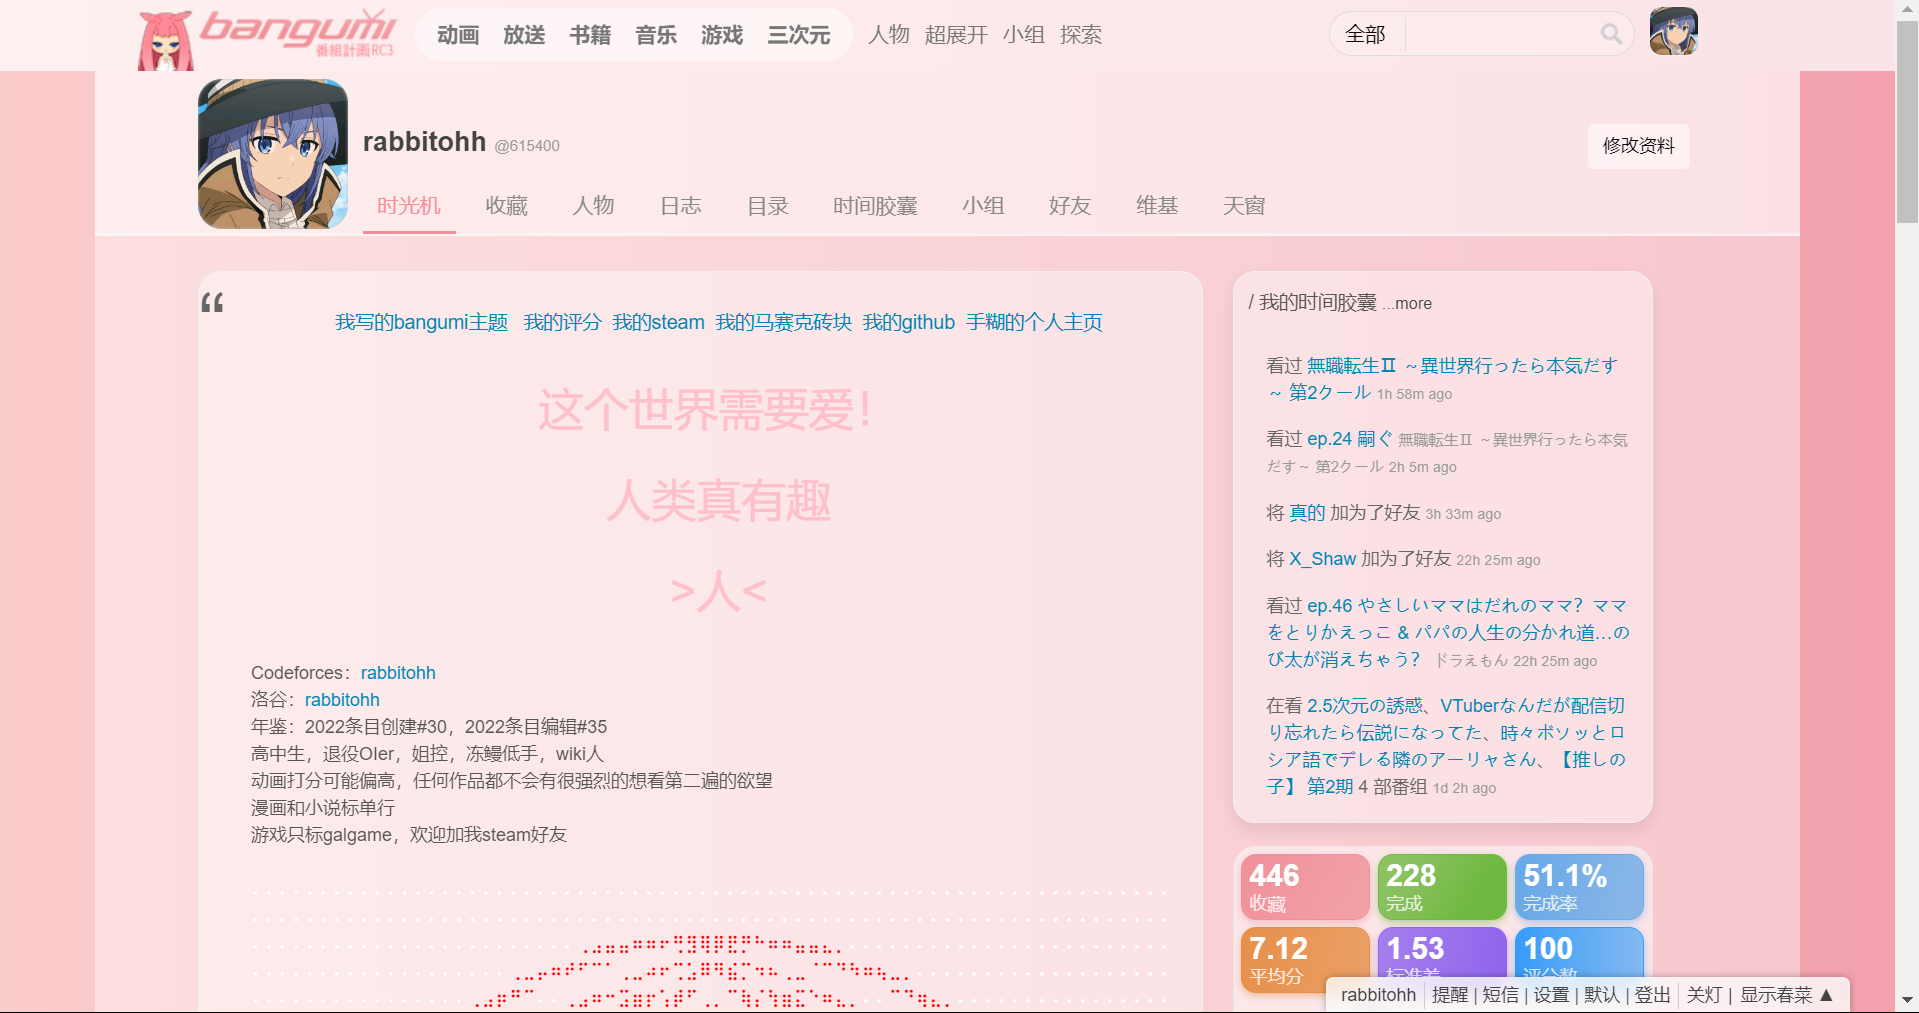 bangumi
番組計画RC3
动画 放送 书籍 音乐 游戏 三次元 人物 超展开 小组 探索
全部
rabbitohh @615400
修改资料
时光机 收藏 人物 日志 目录 时间胶囊 小组 好友 维基 天窗
“
我写的bangumi主题 我的评分 我的steam 我的马赛克砖块 我的github 手糊的个人主页
这个世界需要爱！
人类真有趣
>人<
Codeforces：rabbitohh
洛谷：rabbitohh
年鉴：2022条目创建#30，2022条目编辑#35
高中生，退役OIer，姐控，冻鳗低手，wiki人
动画打分可能偏高，任何作品都不会有很强烈的想看第二遍的欲望
漫画和小说标单行
游戏只标galgame，欢迎加我steam好友
/ 我的时间胶囊 ...more
看过 無職転生Ⅱ ～異世界行ったら本気だす
～ 第2クール 1h 58m ago
看过 ep.24 嗣ぐ 無職転生Ⅱ ～異世界行ったら本気
だす～ 第2クール 2h 5m ago
将 真的 加为了好友 3h 33m ago
将 X_Shaw 加为了好友 22h 25m ago
看过 ep.46 やさしいママはだれのママ？ママ
をとりかえっこ & パパの人生の分かれ道…の
び太が消えちゃう？ ドラえもん 22h 25m ago
在看 2.5次元の誘惑、VTuberなんだが配信切
り忘れたら伝説になってた、時々ボソッとロ
シア語でデレる隣のアーリャさん、【推しの
子】 第2期 4 部番组 1d 2h ago
446 228 51.1%
收藏 完成 完成率
7.12 1.53 100
平均分 标准差 评分数
rabbitohh 提醒 | 短信 | 设置 | 默认 | 登出 关灯 | 显示春菜 ▲